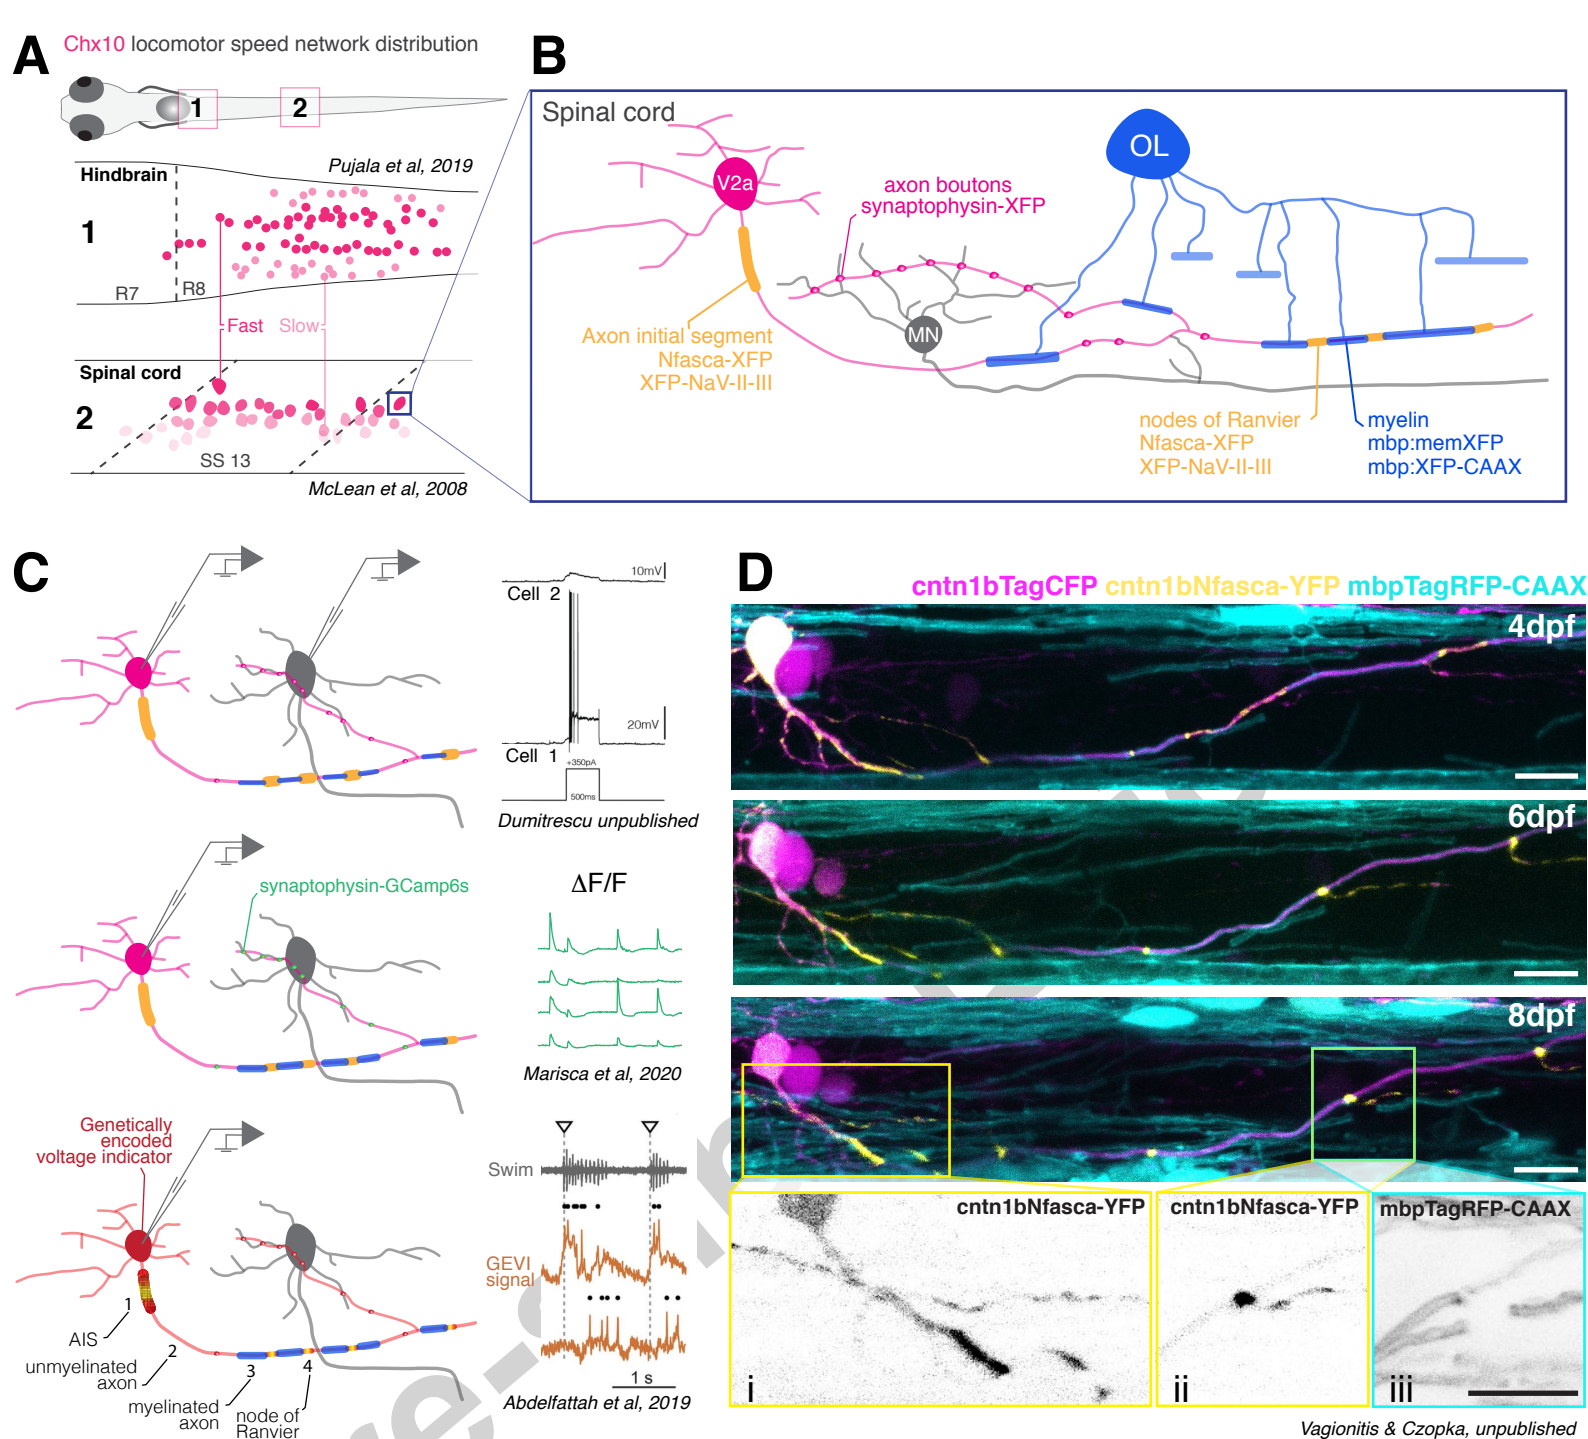 A
Chx10 locomotor speed network distribution
1
2
Pujala et al, 2019
Hindbrain
1
R7
R8
Fast
Slow
Spinal cord
2
SS 13
McLean et al, 2008
B
Spinal cord
V2a
axon boutons
synaptophysin-XFP
OL
MN
Axon initial segment
Nfasca-XFP
XFP-NaV-II-III
nodes of Ranvier
Nfasca-XFP
XFP-NaV-II-III
myelin
mbp:memXFP
mbp:XFP-CAAX
C
10mV
Cell 2
20mV
Cell 1
+350pA
500ms
Dumitrescu unpublished
synaptophysin-GCamp6s
ΔF/F
Marisca et al, 2020
Genetically
encoded
voltage indicator
1
AIS
2
unmyelinated
axon
3
myelinated
axon
4
node of
Ranvier
Swim
GEVI
signal
1 s
Abdelfattah et al, 2019
D
cntn1bTagCFP cntn1bNfasca-YFP mbpTagRFP-CAAX
4dpf
6dpf
8dpf
cntn1bNfasca-YFP
i
cntn1bNfasca-YFP
ii
mbpTagRFP-CAAX
iii
Vagionitis & Czopka, unpublished